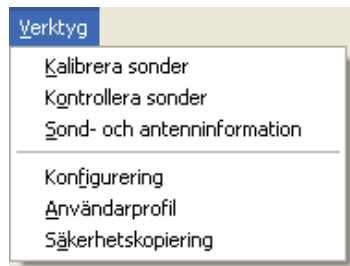 Verktyg
Kalibrera sonder
Kontrollera sonder
Sond- och antenninformation
Konfigurering
Användarprofil
Säkerhetskopiering